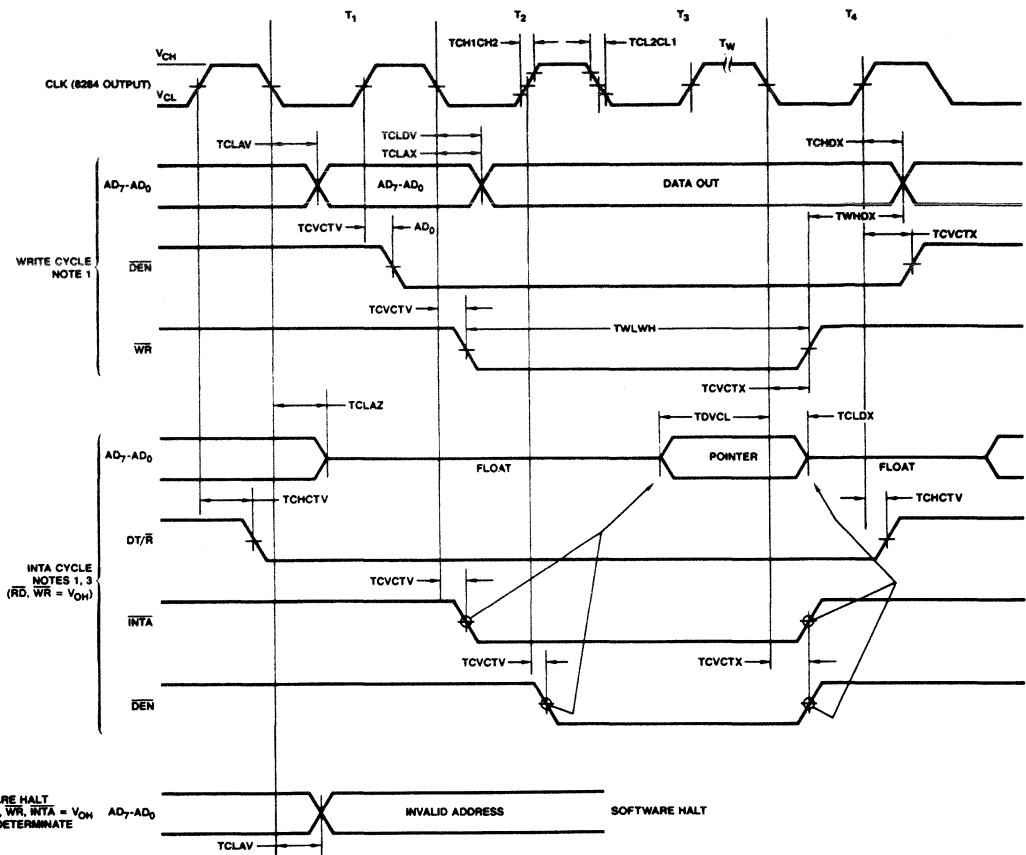 T1 T2 T3 T4
TCH1CH2 TCL2CL1
VCH TW
CLK (8284 OUTPUT)
VCL
TCLAV TCLDV TCHDX
TCLAX
AD7-AD0 AD7-AD0 DATA OUT
TWHDX
TCVCTV AD0 TCVCTX
WRITE CYCLE
NOTE 1
DEN
TCVCTV
TWLWH
WR
TCVCTX
TCLAZ
TDVCL TCLDX
AD7-AD0 FLOAT POINTER FLOAT
TCHCTV TCHCTV
DT/R
INTA CYCLE
NOTES 1, 3
(RD, WR = VOH)
TCVCTV
INTA
TCVCTV TCVCTX
DEN
ARE HALT
, WR, INTA = VOH
DETERMINATE
AD7-AD0 INVALID ADDRESS SOFTWARE HALT
TCLAV